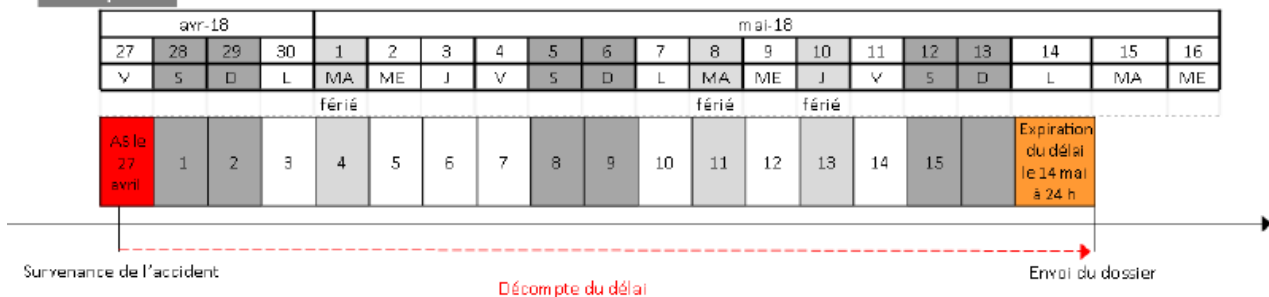 avr-18 mai-18
27 28 29 30 1 2 3 4 5 6 7 8 9 10 11 12 13 14 15 16
V S D L MA ME J V S D L MA ME J V S D L MA ME
férié férié férié
AS le
27
avril
1 2 3 4 5 6 7 8 9 10 11 12 13 14 15
Expiration
du délai
le 14 mai
à 24 h
Survenance de l'accident
Envoi du dossier
Décompte du délai